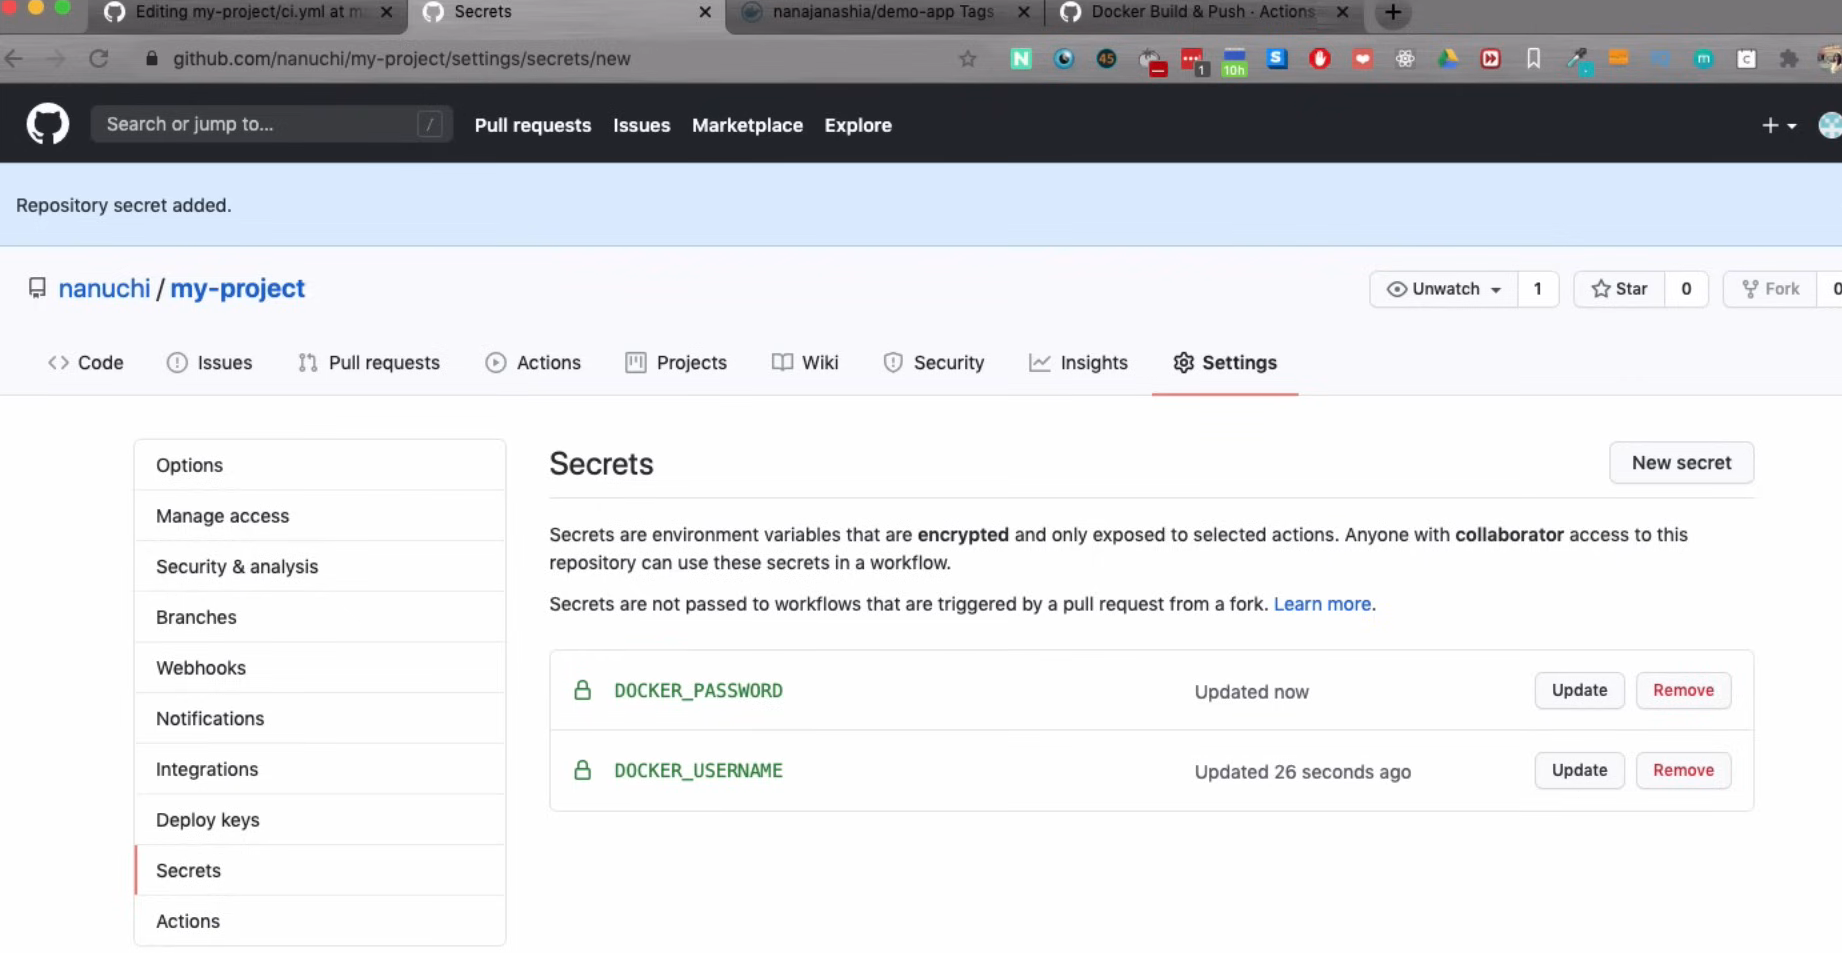 Editing my-project/ci.yml at m
Secrets
nanajanashia/demo-app Tags
Docker Build & Push · Actions
github.com/nanuchi/my-project/settings/secrets/new
N
45
1
10h
S
m
C
Search or jump to...
/
Pull requests
Issues
Marketplace
Explore
Repository secret added.
nanuchi / my-project
Unwatch
1
Star
0
Fork
0
Code
Issues
Pull requests
Actions
Projects
Wiki
Security
Insights
Settings
Options
Manage access
Security & analysis
Branches
Webhooks
Notifications
Integrations
Deploy keys
Secrets
Actions
Secrets
New secret
Secrets are environment variables that are encrypted and only exposed to selected actions. Anyone with collaborator access to this
repository can use these secrets in a workflow.
Secrets are not passed to workflows that are triggered by a pull request from a fork. Learn more.
DOCKER_PASSWORD
Updated now
Update
Remove
DOCKER_USERNAME
Updated 26 seconds ago
Update
Remove